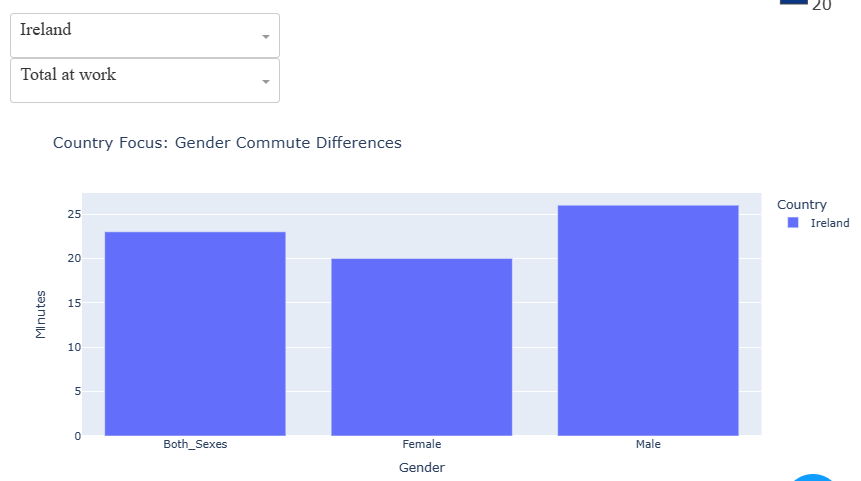 20
Ireland
Total at work
Country Focus: Gender Commute Differences
Country
Ireland
25
20
15
10
5
0
MInutes
Both_Sexes
Female
Male
Gender